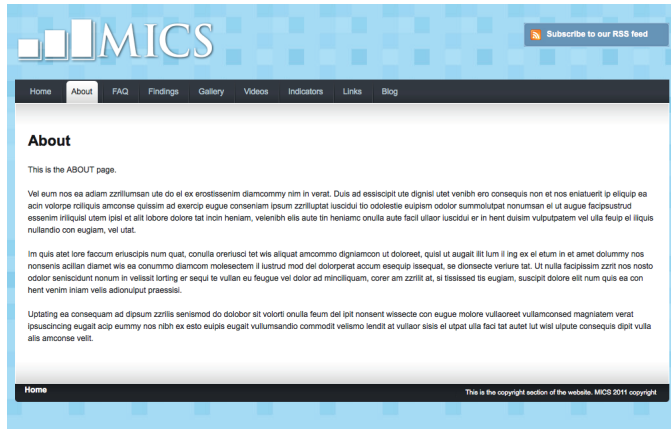 MICS
Subscribe to our RSS feed
Home About FAQ Findings Gallery Videos Indicators Links Blog
About
This is the ABOUT page.
Vel eum nos ea adiam zzrillumsan ute do el ex erostissenim diamcommy nim in verat. Duis ad essiscipit ute dignisl utet venibh ero consequis non et nos eniatuerit ip eliquip ea
acin volorpe rciliquis amconse quissim ad exercip eugue conseniam ipsum zzrilluptat iuscidui tio odolestie euipism odolor summolutpat nonumsan el ut augue facipsustrud
essenim iriliquisl utem ipisl et alit lobore dolore tat incin heniam, velenibh elis aute tin heniamc onulla aute facil ullaor iuscidui er in hent duisim vulputpatem vel ulla feuip el iliquis
nullandio con eugiam, vel utat.
Im quis atet lore faccum eriuscipis num quat, conulla oreriusci tet wis aliquat amcommo digniamcon ut doloreet, quisl ut augait ilit lum il ing ex el etum in et amet dolummy nos
nonsenis acilian diamet wis ea conummo diamcom molesectem il iustrud mod del dolorperat accum esequip issequat, se dionsecte veriure tat. Ut nulla facipissim zzrit nos nosto
odolor seniscidunt nonum in velissit lorting er sequi te vullan eu feugue vel dolor ad minciliquam, corer am zzrilit at, si tissised tis eugiam, suscipit dolore elit num quis ea con
hent venim iniam velis adionulput praessisi.
Uptating ea consequam ad dipsum zzrilis senismod do dolobor sit volorti onulla feum del ipit nonsent wissecte con eugue molore vullaoreet vullamconsed magniatem verat
ipsuscincing eugait acip eummy nos nibh ex esto euipis eugait vullumsandio commodit velismo lendit at vullaor sisis el utpat ulla faci tat autet lut wisl ulpute consequis dipit vulla
alis amconse velit.
Home
This is the copyright section of the website. MICS 2011 copyright